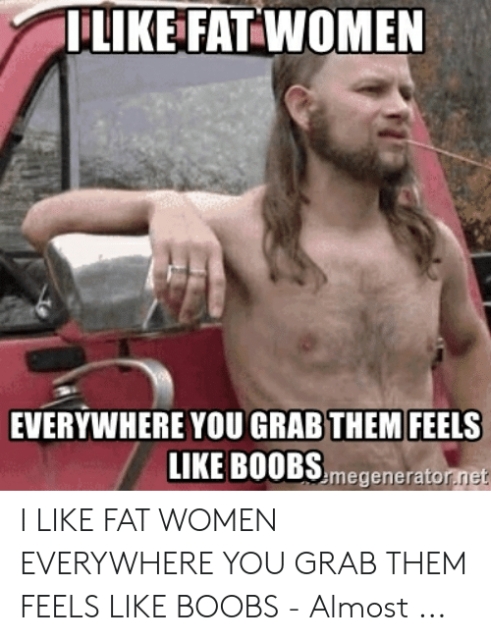 I LIKE FAT WOMEN
EVERYWHERE YOU GRAB THEM FEELS
LIKE BOOBS
memegenerator.net
I LIKE FAT WOMEN
EVERYWHERE YOU GRAB THEM
FEELS LIKE BOOBS - Almost ...